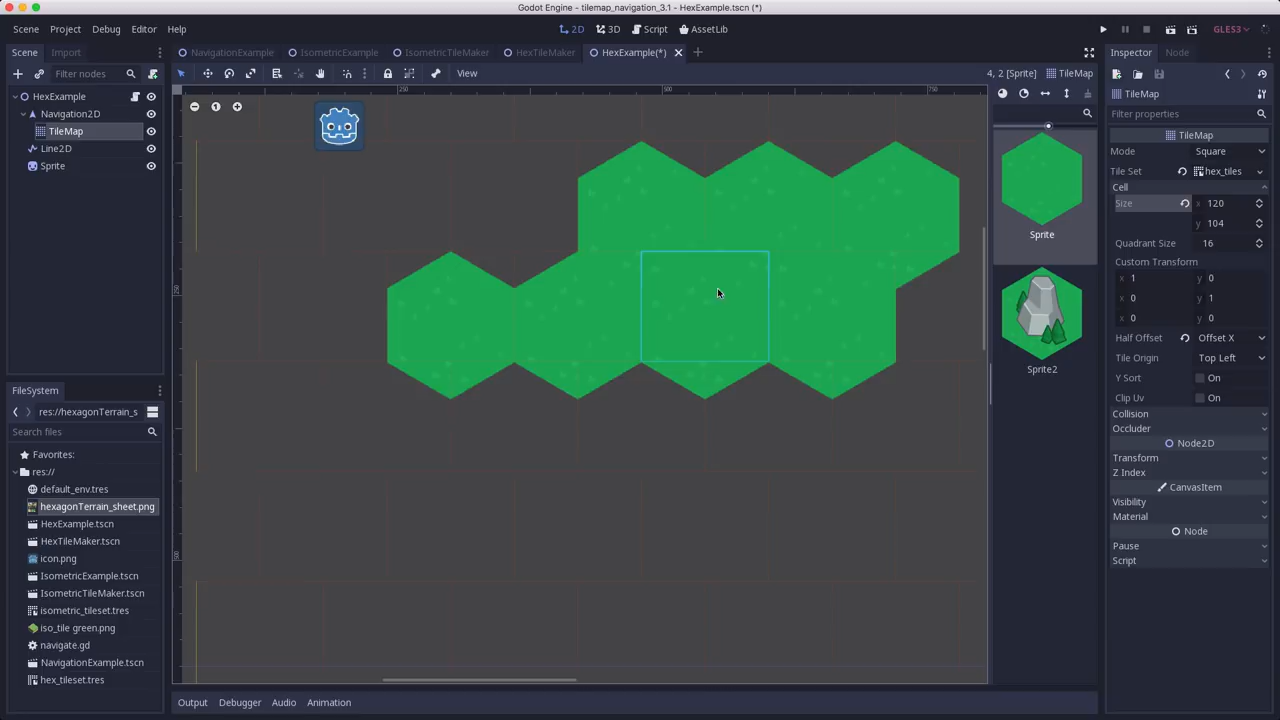 Godot Engine - tilemap_navigation_3.1 - HexExample.tscn (*)
Scene Project Debug Editor Help
2D 3D Script AssetLib
GLES3
Scene Import
Filter nodes
HexExample
Navigation2D
TileMap
Line2D
Sprite
FileSystem
res://hexagonTerrain_s
Search files
Favorites:
res://
default_env.tres
hexagonTerrain_sheet.png
HexExample.tscn
HexTileMaker.tscn
icon.png
IsometricExample.tscn
IsometricTileMaker.tscn
isometric_tileset.tres
iso_tile green.png
navigate.gd
NavigationExample.tscn
hex_tileset.tres
NavigationExample IsometricExample IsometricTileMaker HexTileMaker HexExample(*)
View
4, 2 [Sprite] TileMap
250 500 750
250
500
Sprite
Sprite2
Output Debugger Audio Animation
Inspector Node
TileMap
Filter properties
TileMap
Mode Square
Tile Set hex_tiles
Cell
Size x 120
y 104
Quadrant Size 16
Custom Transform
x 1 y 0
x 0 y 1
x 0 y 0
Half Offset Offset X
Tile Origin Top Left
Y Sort On
Clip Uv On
Collision
Occluder
Node2D
Transform
Z Index
CanvasItem
Visibility
Material
Node
Pause
Script